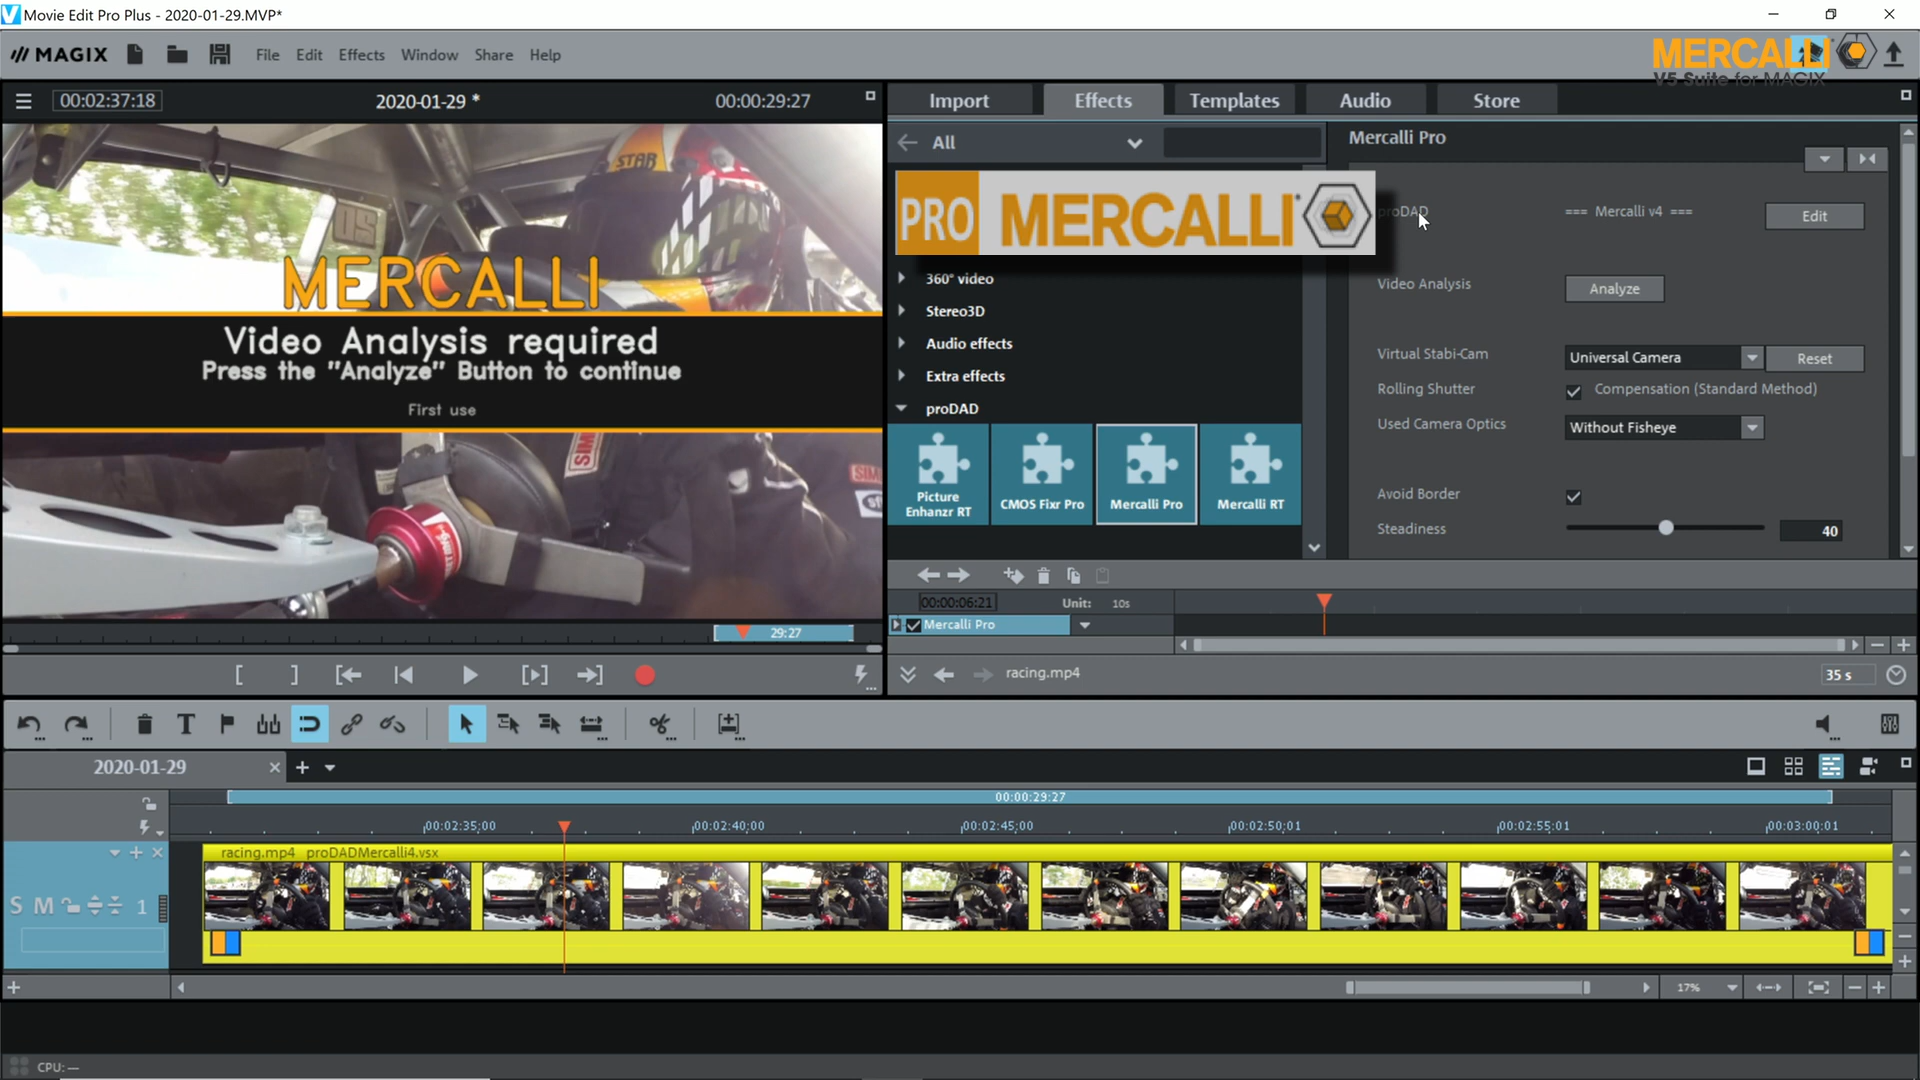 Movie Edit Pro Plus - 2020-01-29.MVP*
MAGIX File Edit Effects Window Share Help
MERCALLI
V5 Suite for MAGIX
00:02:37:18 2020-01-29 * 00:00:29:27
Import Effects Templates Audio Store
All
Mercalli Pro
PRO MERCALLI
proDAD === Mercalli v4 === Edit
360° video
Stereo3D
Audio effects
Extra effects
proDAD
Picture Enhanzr RT
CMOS Fixr Pro
Mercalli Pro
Mercalli RT
Video Analysis Analyze
Virtual Stabi-Cam Universal Camera Reset
Rolling Shutter Compensation (Standard Method)
Used Camera Optics Without Fisheye
Avoid Border
Steadiness 40
STAR
MERCALLI
Video Analysis required
Press the "Analyze" Button to continue
First use
29:27
00:00:06:21 Unit: 10s
Mercalli Pro
racing.mp4 35 s
2020-01-29
00:00:29:27
00:02:35;00 00:02:40;00 00:02:45;00 00:02:50;01 00:02:55;01 00:03:00;01
racing.mp4 proDADMercalli4.vsx
S M 1
17%
CPU: —